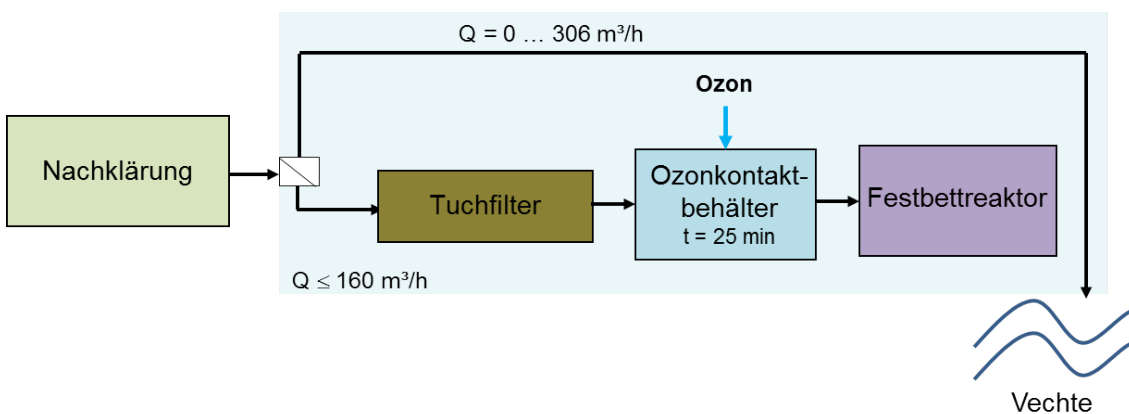 Q = 0 … 306 m³/h
Ozon
Nachklärung
Tuchfilter
Ozonkontakt-
behälter
t = 25 min
Festbettreaktor
Q ≤ 160 m³/h
Vechte